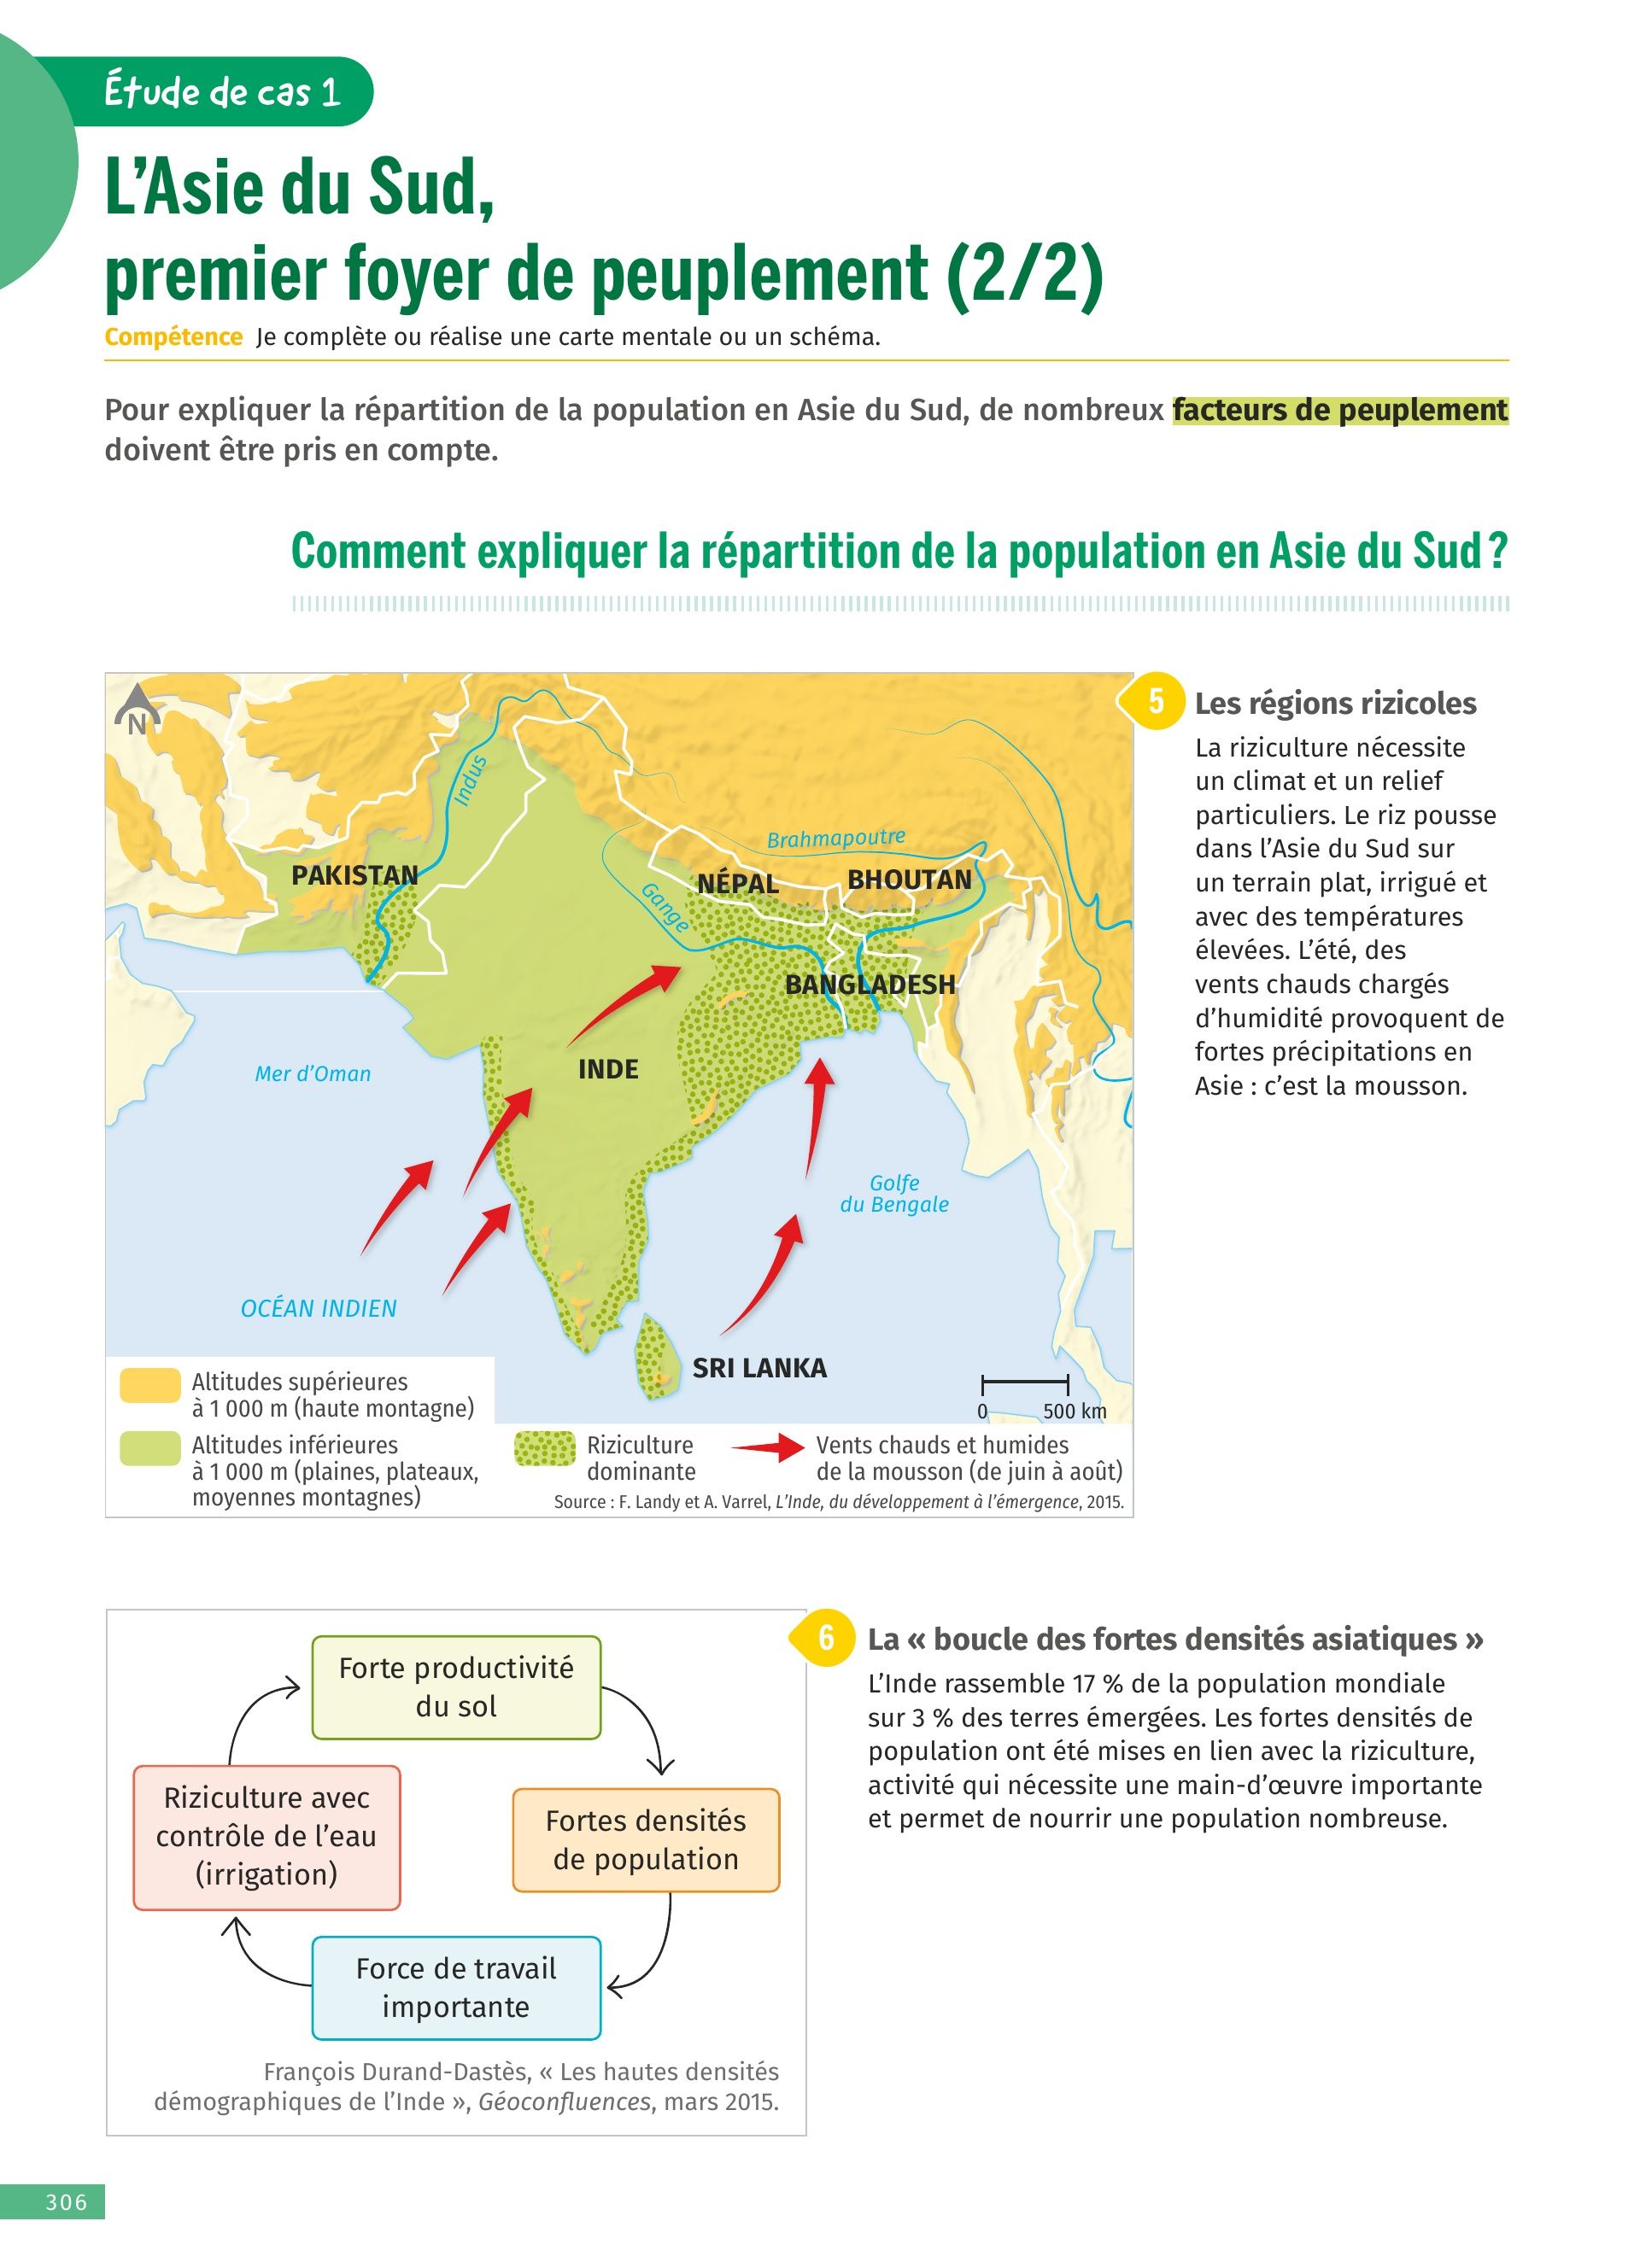 Étude de cas 1
L'Asie du Sud,
premier foyer de peuplement (2/2)
Compétence Je complète ou réalise une carte mentale ou un schéma.
Pour expliquer la répartition de la population en Asie du Sud, de nombreux facteurs de peuplement
doivent être pris en compte.
Comment expliquer la répartition de la population en Asie du Sud ?
N
Indus
Brahmapoutre
PAKISTAN
NÉPAL
BHOUTAN
Gange
BANGLADESH
INDE
Mer d'Oman
Golfe
du Bengale
OCÉAN INDIEN
SRI LANKA
0 500 km
Altitudes supérieures
à 1 000 m (haute montagne)
Altitudes inférieures
à 1 000 m (plaines, plateaux,
moyennes montagnes)
Riziculture
dominante
Vents chauds et humides
de la mousson (de juin à août)
Source : F. Landy et A. Varrel, L'Inde, du développement à l'émergence, 2015.
5 Les régions rizicoles
La riziculture nécessite
un climat et un relief
particuliers. Le riz pousse
dans l'Asie du Sud sur
un terrain plat, irrigué et
avec des températures
élevées. L'été, des
vents chauds chargés
d'humidité provoquent de
fortes précipitations en
Asie : c'est la mousson.
Forte productivité
du sol
Riziculture avec
contrôle de l'eau
(irrigation)
Fortes densités
de population
Force de travail
importante
François Durand-Dastès, « Les hautes densités
démographiques de l'Inde », Géoconfluences, mars 2015.
6 La « boucle des fortes densités asiatiques »
L'Inde rassemble 17 % de la population mondiale
sur 3 % des terres émergées. Les fortes densités de
population ont été mises en lien avec la riziculture,
activité qui nécessite une main-d'œuvre importante
et permet de nourrir une population nombreuse.
306